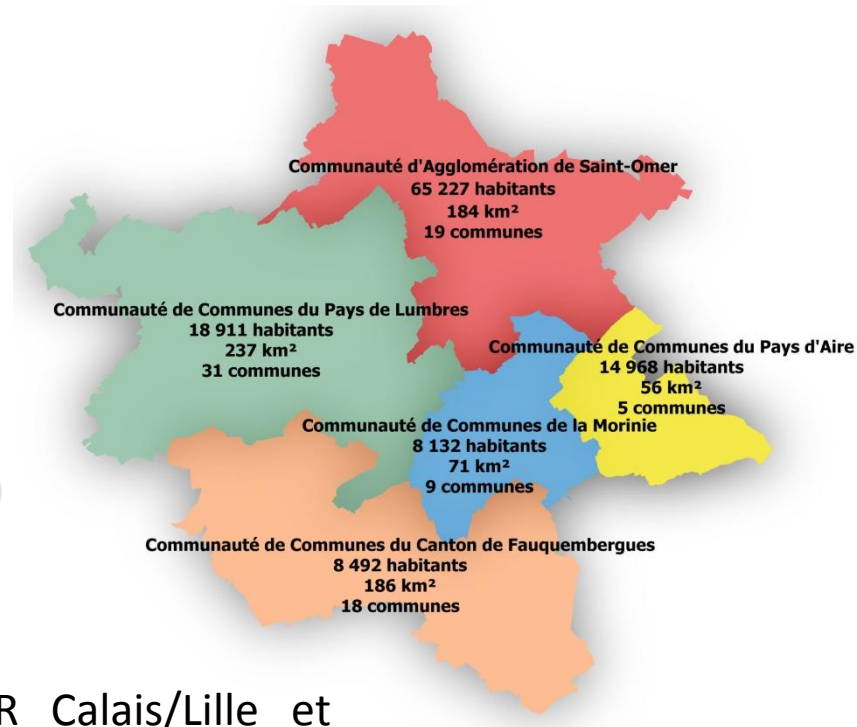 Communauté d'Agglomération de Saint-Omer
65 227 habitants
184 km²
19 communes
Communauté de Communes du Pays de Lumbres
18 911 habitants
237 km²
31 communes
Communauté de Communes du Pays d'Aire
14 968 habitants
56 km²
5 communes
Communauté de Communes de la Morinie
8 132 habitants
71 km²
9 communes
Communauté de Communes du Canton de Fauquembergues
8 492 habitants
186 km²
18 communes
R Calais/Lille et